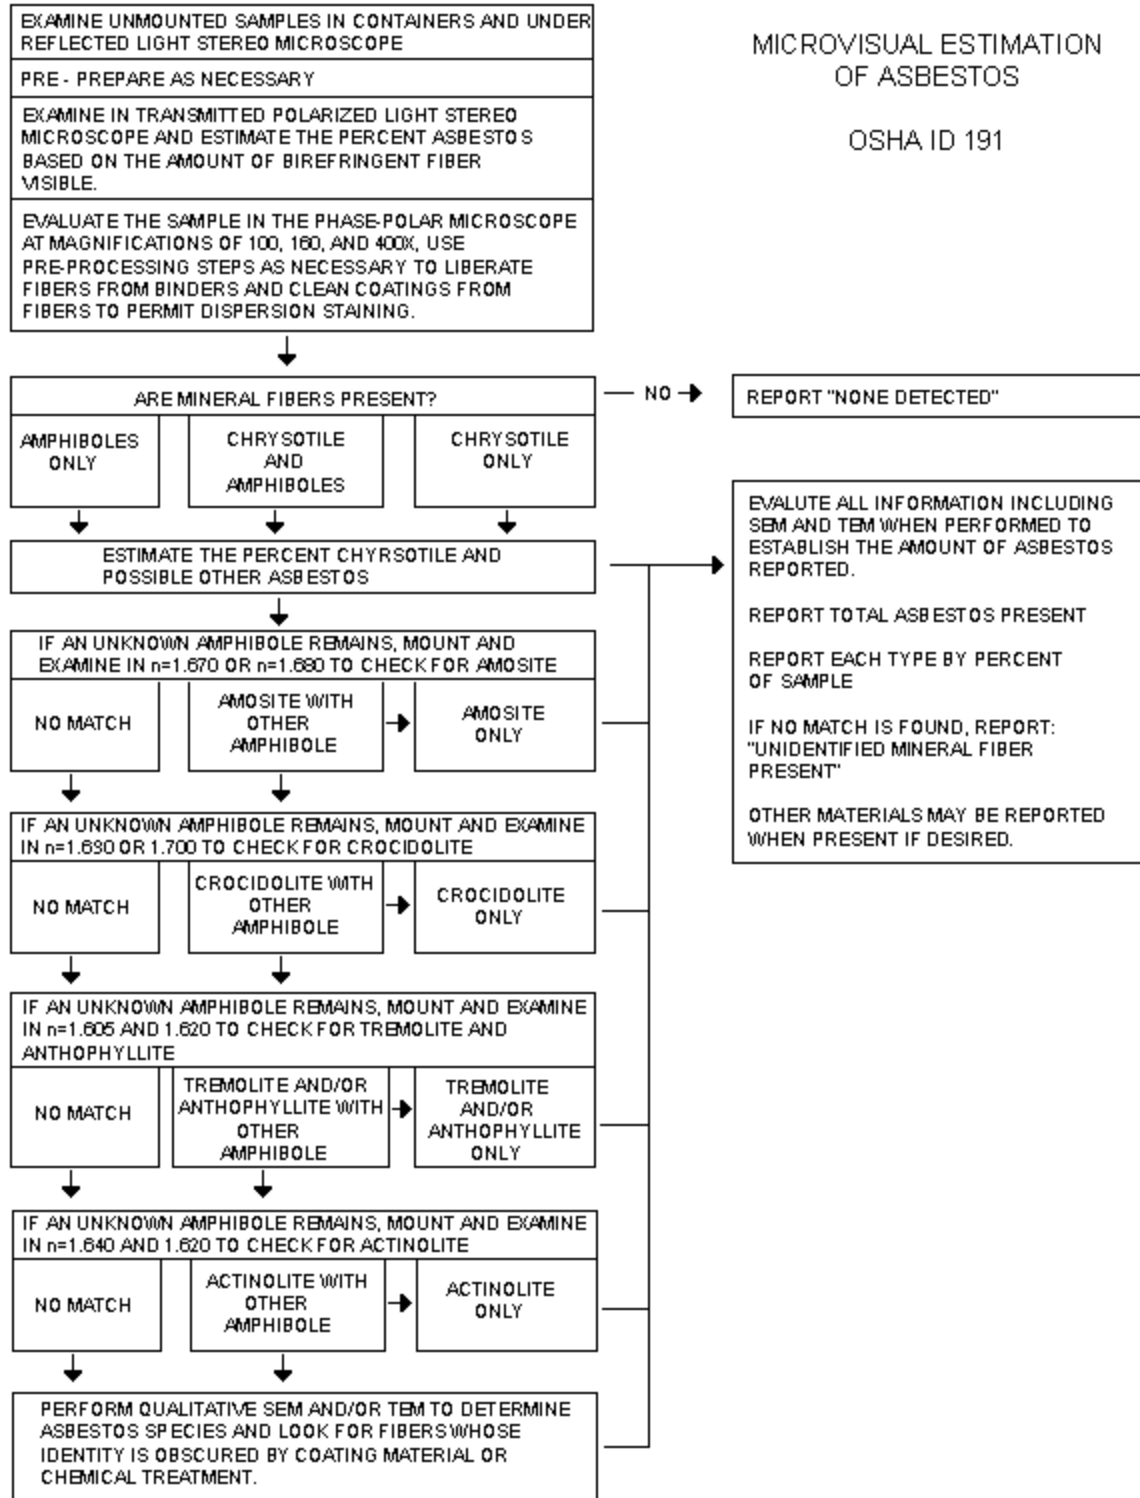 EXAMINE UNMOUNTED SAMPLES IN CONTAINERS AND UNDER
REFLECTED LIGHT STEREO MICROSCOPE
PRE - PREPARE AS NECESSARY
EXAMINE IN TRANSMITTED POLARIZED LIGHT STEREO
MICROSCOPE AND ESTIMATE THE PERCENT ASBESTOS
BASED ON THE AMOUNT OF BIREFRINGENT FIBER
VISIBLE.
EVALUATE THE SAMPLE IN THE PHASE-POLAR MICROSCOPE
AT MAGNIFICATIONS OF 100, 160, AND 400X, USE
PRE-PROCESSING STEPS AS NECESSARY TO LIBERATE
FIBERS FROM BINDERS AND CLEAN COATINGS FROM
FIBERS TO PERMIT DISPERSION STAINING.
MICROVISUAL ESTIMATION
OF ASBESTOS
OSHA ID 191
ARE MINERAL FIBERS PRESENT?
NO
REPORT "NONE DETECTED"
AMPHIBOLES
ONLY
CHRYSOTILE
AND
AMPHIBOLES
CHRYSOTILE
ONLY
ESTIMATE THE PERCENT CHYRSOTILE AND
POSSIBLE OTHER ASBESTOS
EVALUTE ALL INFORMATION INCLUDING
SEM AND TEM WHEN PERFORMED TO
ESTABLISH THE AMOUNT OF ASBESTOS
REPORTED.
REPORT TOTAL ASBESTOS PRESENT
REPORT EACH TYPE BY PERCENT
OF SAMPLE
IF NO MATCH IS FOUND, REPORT:
"UNIDENTIFIED MINERAL FIBER
PRESENT"
OTHER MATERIALS MAY BE REPORTED
WHEN PRESENT IF DESIRED.
IF AN UNKNOWN AMPHIBOLE REMAINS, MOUNT AND
EXAMINE IN n=1.670 OR n=1.680 TO CHECK FOR AMOSITE
NO MATCH
AMOSITE WITH
OTHER
AMPHIBOLE
AMOSITE
ONLY
IF AN UNKNOWN AMPHIBOLE REMAINS, MOUNT AND EXAMINE
IN n=1.690 OR 1.700 TO CHECK FOR CROCIDOLITE
NO MATCH
CROCIDOLITE WITH
OTHER
AMPHIBOLE
CROCIDOLITE
ONLY
IF AN UNKNOWN AMPHIBOLE REMAINS, MOUNT AND EXAMINE
IN n=1.605 AND 1.620 TO CHECK FOR TREMOLITE AND
ANTHOPHYLLITE
NO MATCH
TREMOLITE AND/OR
ANTHOPHYLLITE WITH
OTHER
AMPHIBOLE
TREMOLITE
AND/OR
ANTHOPHYLLITE
ONLY
IF AN UNKNOWN AMPHIBOLE REMAINS, MOUNT AND EXAMINE
IN n=1.640 AND 1.620 TO CHECK FOR ACTINOLITE
NO MATCH
ACTINOLITE WITH
OTHER
AMPHIBOLE
ACTINOLITE
ONLY
PERFORM QUALITATIVE SEM AND/OR TEM TO DETERMINE
ASBESTOS SPECIES AND LOOK FOR FIBERS WHOSE
IDENTITY IS OBSCURED BY COATING MATERIAL OR
CHEMICAL TREATMENT.